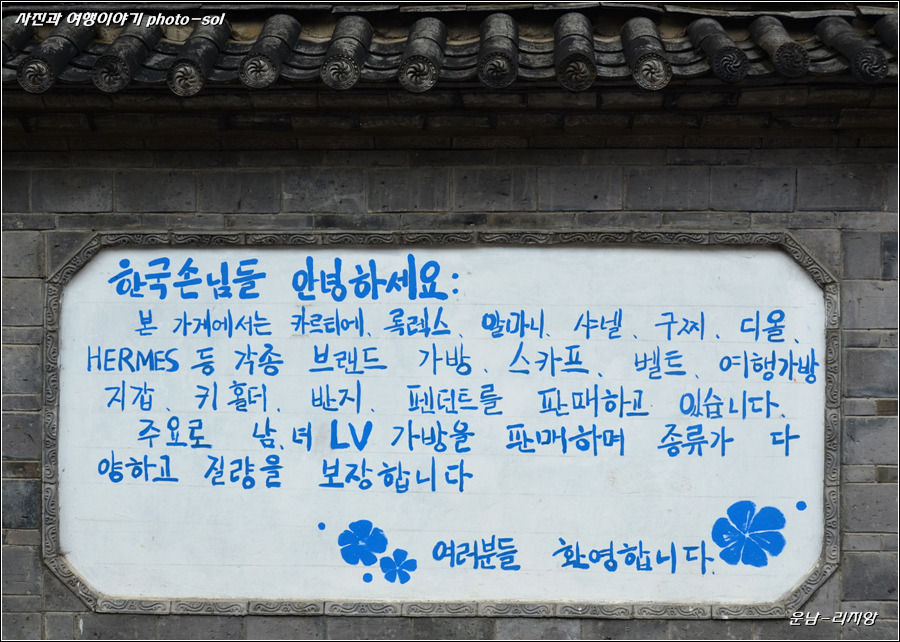 사진과 여행이야기 photo-sol
한국손님들 안녕하세요:
본 가게에서는 카르티에、록렉스 알마니、샤넬、구찌、디올、
HERMES 등 각종 브랜드 가방、스카프、벨트、여행가방
지갑、키홀더、반지、펜던트를 판매하고 있습니다.
주요로 남、녀 LV 가방을 판매하며 종류가 다
양하고 질량을 보장합니다
여러분들 환영합니다.
운남-리찌앙